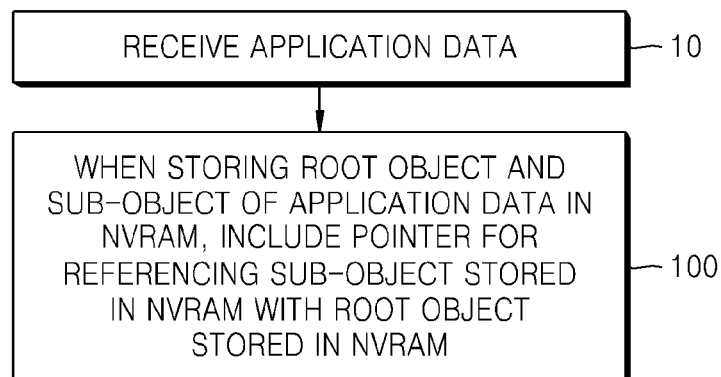 RECEIVE APPLICATION DATA
10
WHEN STORING ROOT OBJECT AND
SUB-OBJECT OF APPLICATION DATA IN
NVRAM, INCLUDE POINTER FOR
REFERENCING SUB-OBJECT STORED
IN NVRAM WITH ROOT OBJECT
STORED IN NVRAM
100